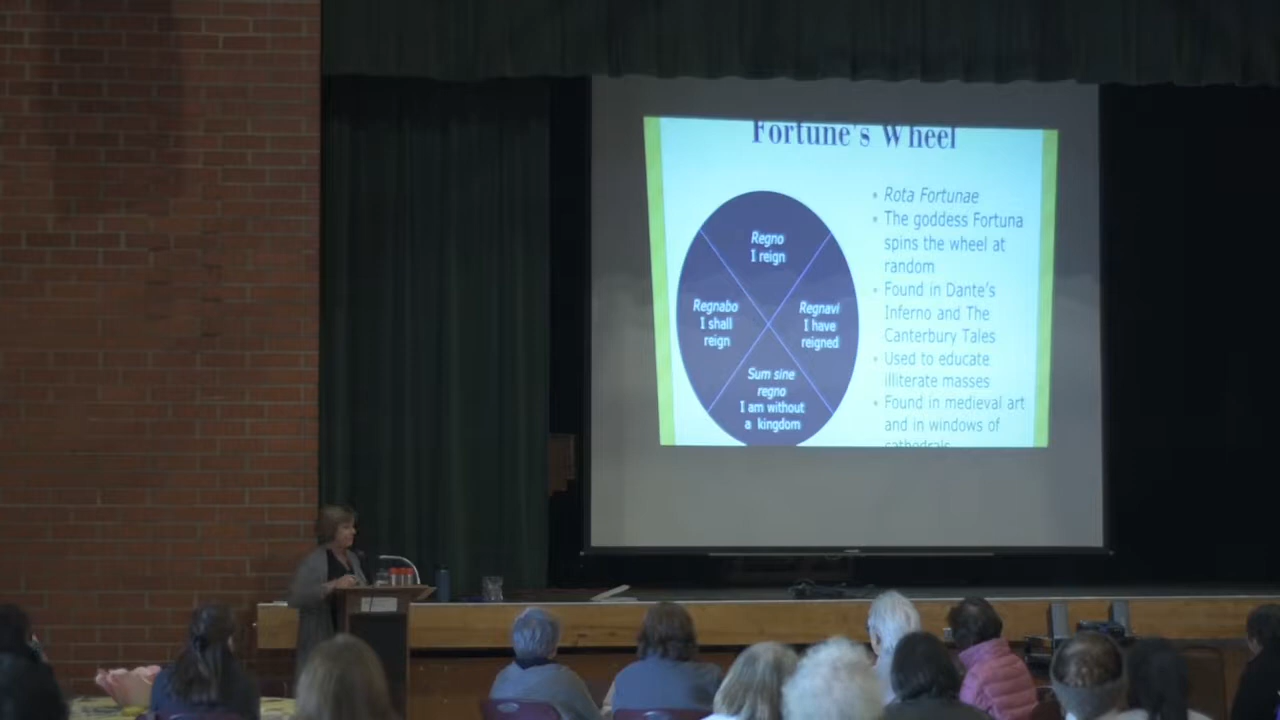 Fortune's Wheel
Regno
I reign
Regnabo
I shall
reign
Regnavi
I have
reigned
Sum sine
regno
I am without
a kingdom
• Rota Fortunae
• The goddess Fortuna
spins the wheel at
random
• Found in Dante's
Inferno and The
Canterbury Tales
• Used to educate
illiterate masses
• Found in medieval art
and in windows of
cathedrals